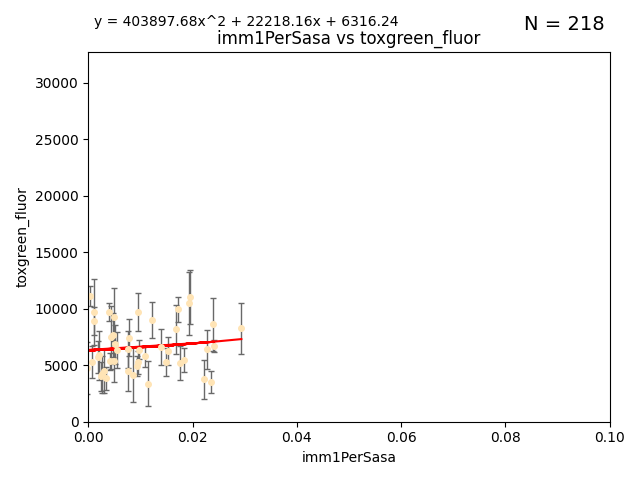 y = 403897.68x^2 + 22218.16x + 6316.24
N = 218
imm1PerSasa vs toxgreen_fluor
30000
25000
20000
15000
10000
5000
0
toxgreen_fluor
0.00 0.02 0.04 0.06 0.08 0.10
imm1PerSasa